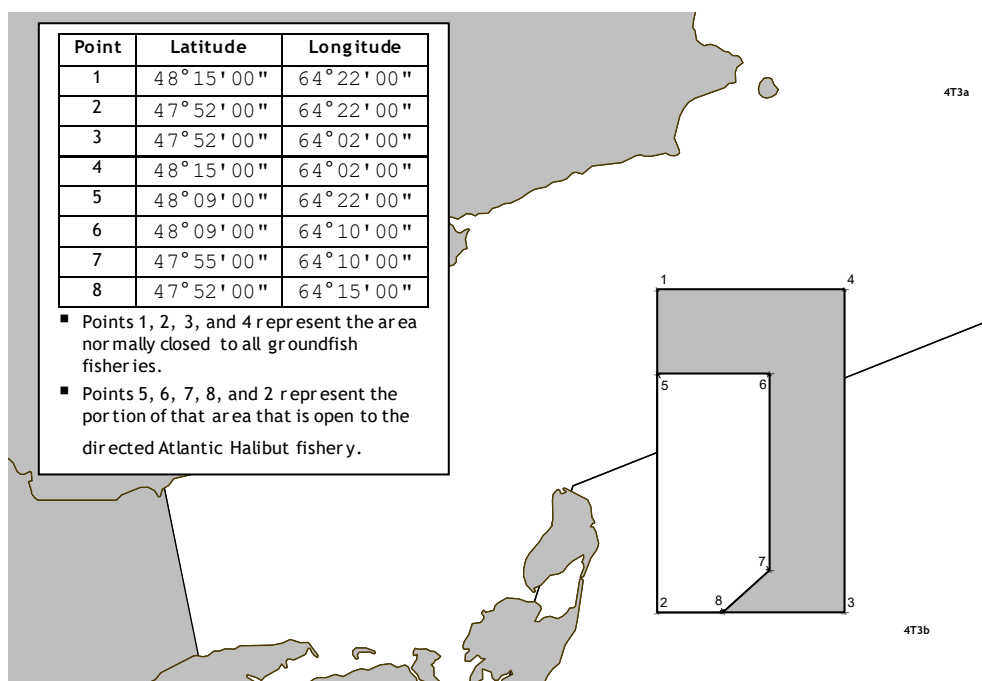 Point Latitude Longitude
1 48°15'00" 64°22'00"
2 47°52'00" 64°22'00"
3 47°52'00" 64°02'00"
4 48°15'00" 64°02'00"
5 48°09'00" 64°22'00"
6 48°09'00" 64°10'00"
7 47°55'00" 64°10'00"
8 47°52'00" 64°15'00"
▪ Points 1, 2, 3, and 4 represent the area
normally closed to all groundfish
fisheries.
▪ Points 5, 6, 7, 8, and 2 represent the
portion of that area that is open to the
directed Atlantic Halibut fishery.
4T3a
1
4
5
6
7
2
8
3
4T3b